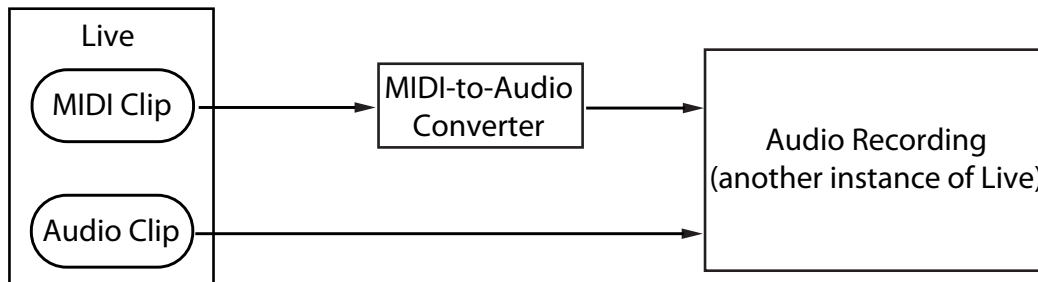 Live
MIDI Clip
MIDI-to-Audio
Converter
Audio Recording
(another instance of Live)
Audio Clip